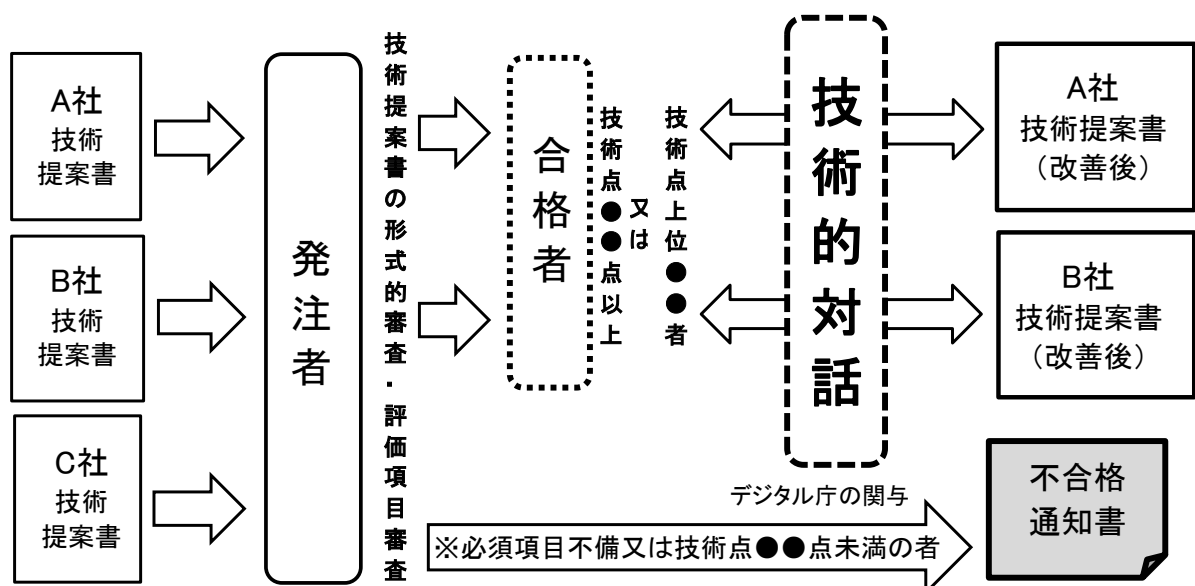 A社
技術
提案書
B社
技術
提案書
C社
技術
提案書
発注者
技術提案書の形式的審査・評価項目審査
合格者
技術点●●点以上
又は
技術点上位●●者
技術的対話
A社
技術提案書
（改善後）
B社
技術提案書
（改善後）
デジタル庁の関与
※必須項目不備又は技術点●●点未満の者
不合格
通知書